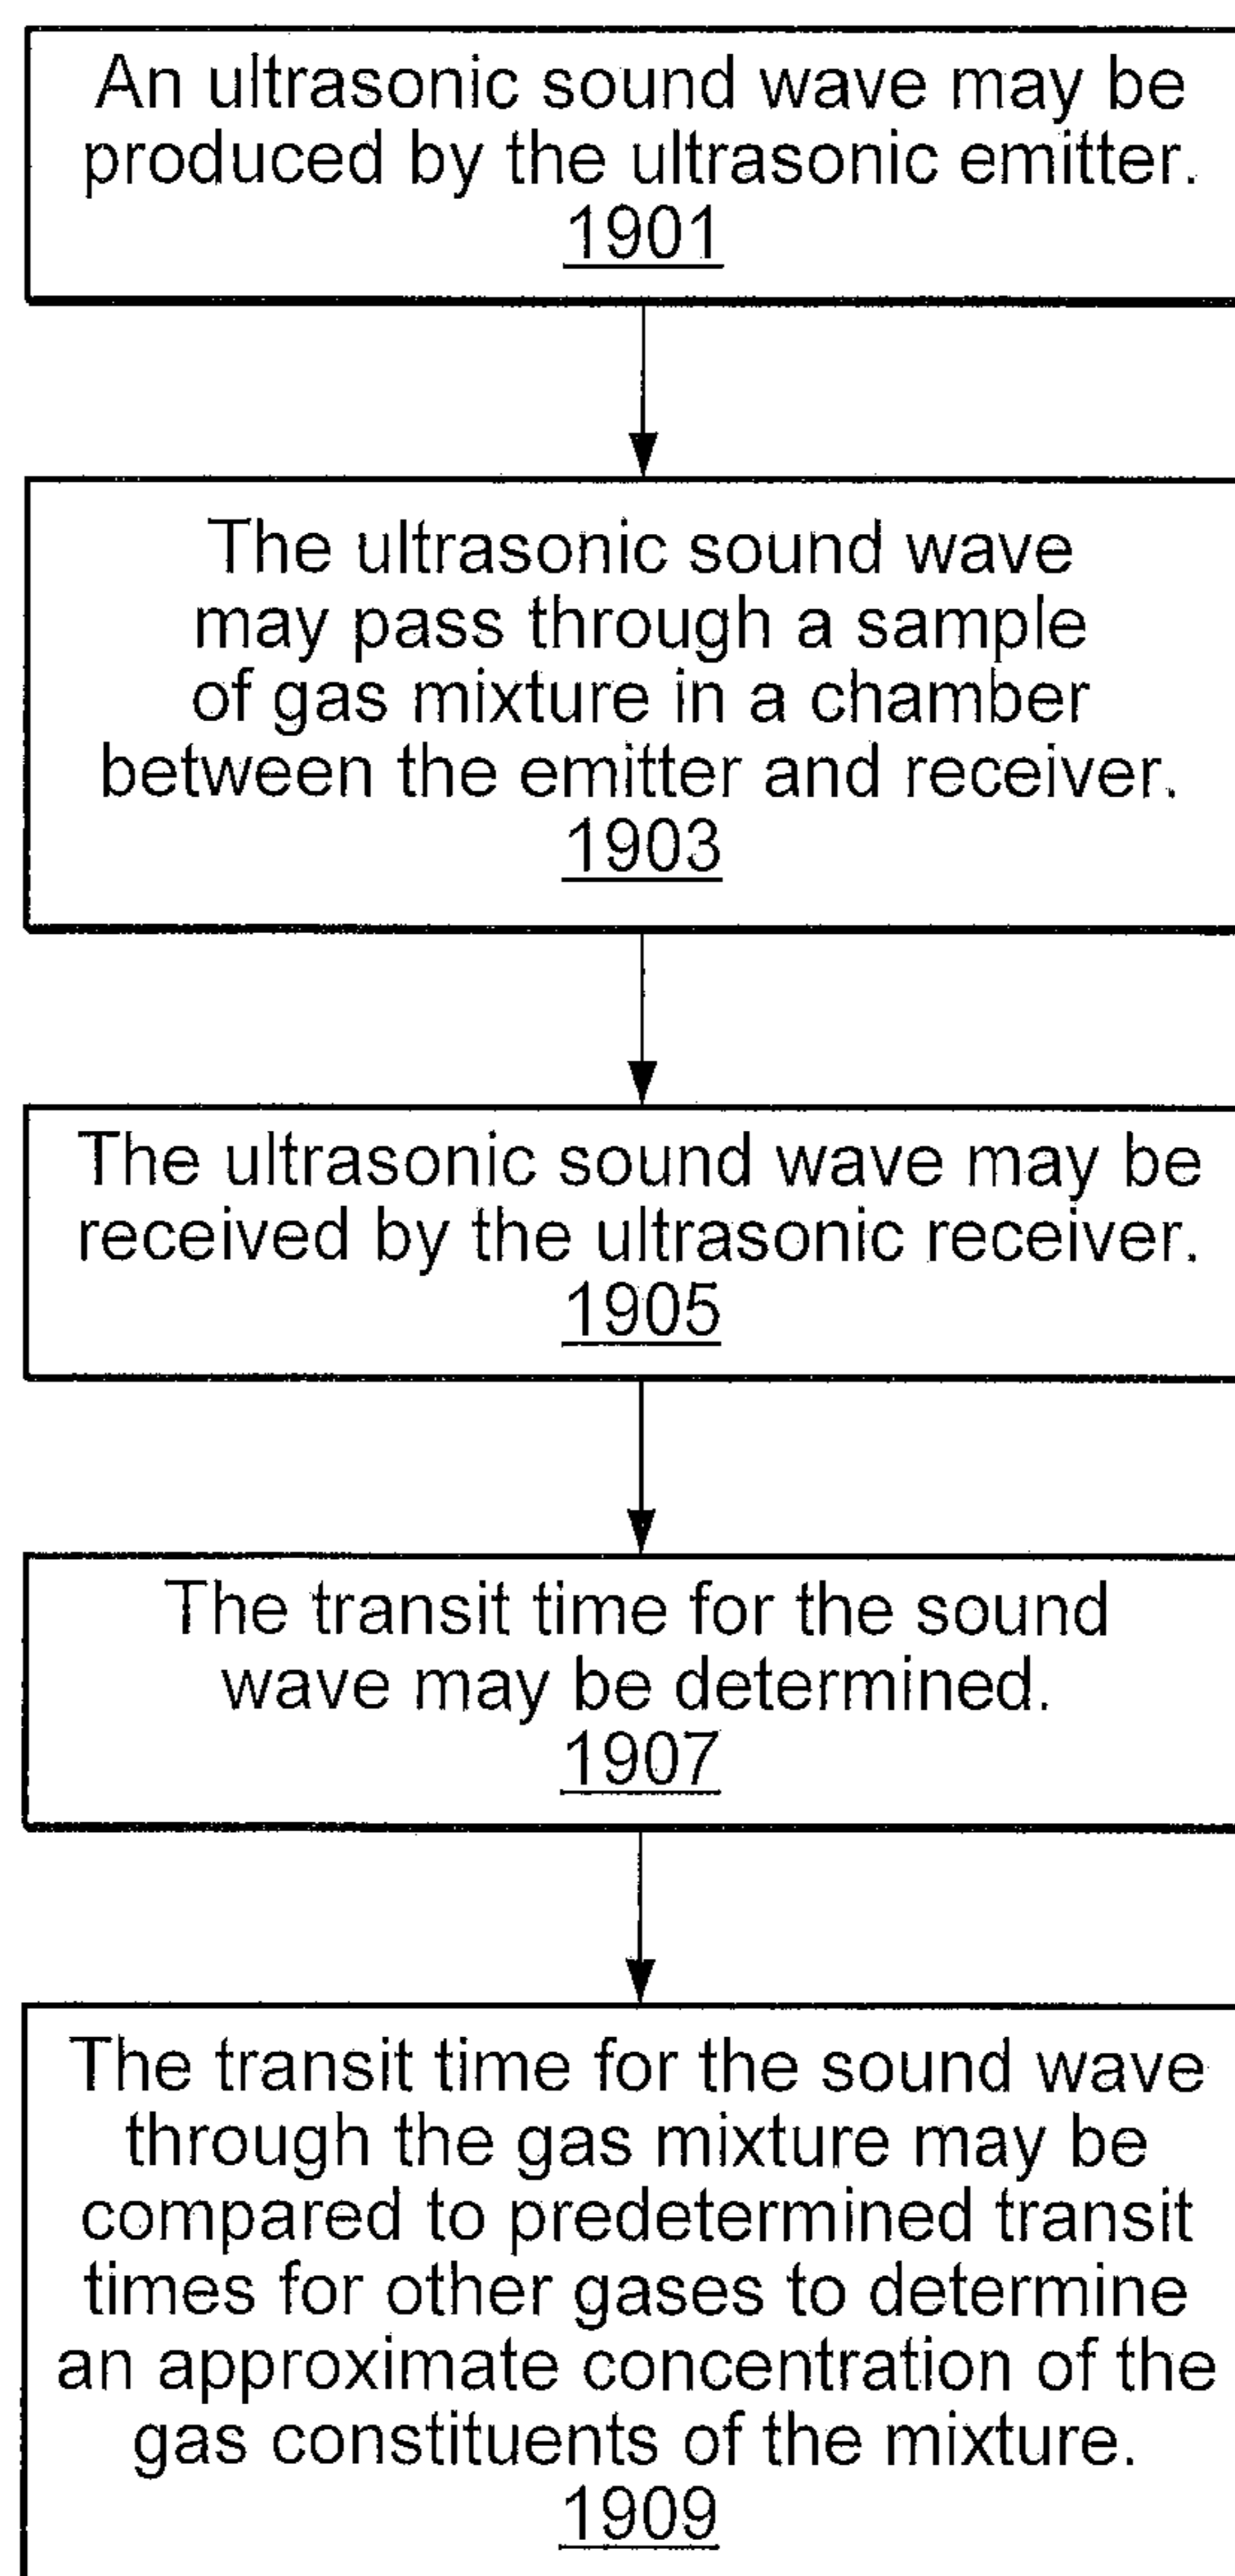 An ultrasonic sound wave may be
produced by the ultrasonic emitter.
1901
The ultrasonic sound wave
may pass through a sample
of gas mixture in a chamber
between the emitter and receiver.
1903
The ultrasonic sound wave may be
received by the ultrasonic receiver.
1905
The transit time for the sound
wave may be determined.
1907
The transit time for the sound wave
through the gas mixture may be
compared to predetermined transit
times for other gases to determine
an approximate concentration of the
gas constituents of the mixture.
1909